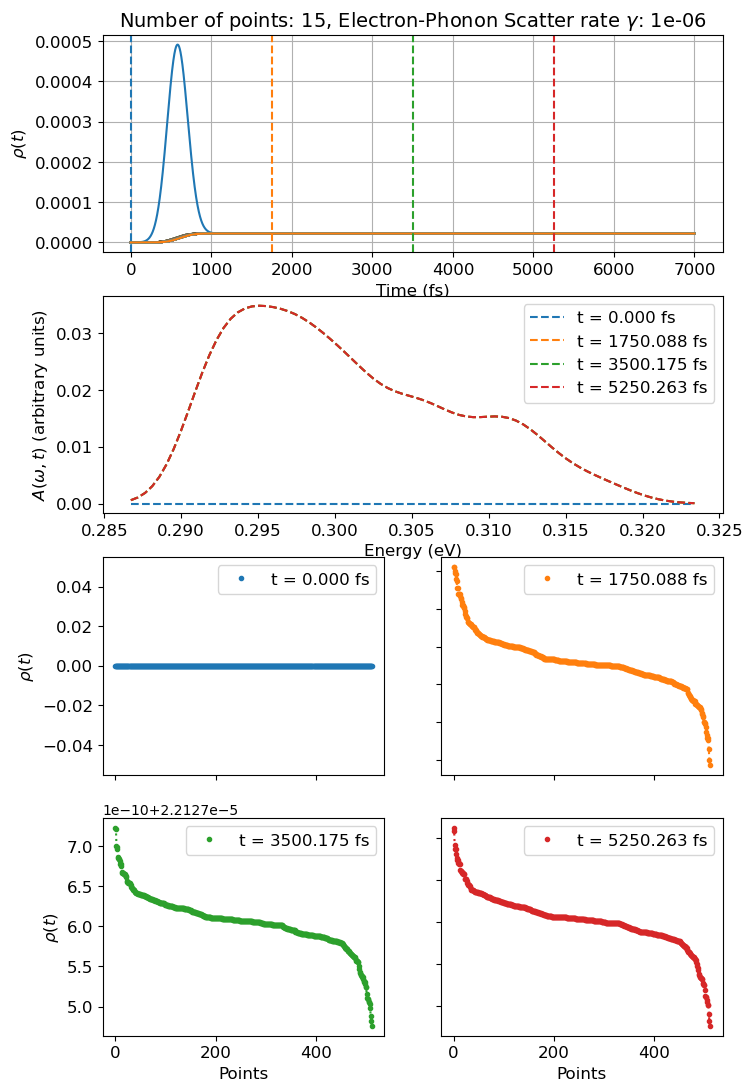 Number of points: 15, Electron-Phonon Scatter rate γ: 1e-06
0.0005
0.0004
0.0003
0.0002
0.0001
0.0000
ρ(t)
0 1000 2000 3000 4000 5000 6000 7000
Time (fs)
A(ω, t) (arbitrary units)
0.03
0.02
0.01
0.00
t = 0.000 fs
t = 1750.088 fs
t = 3500.175 fs
t = 5250.263 fs
0.285 0.290 0.295 0.300 0.305 0.310 0.315 0.320 0.325
Energy (eV)
ρ(t)
0.04
0.02
0.00
−0.02
−0.04
t = 0.000 fs
t = 1750.088 fs
1e−10+2.2127e−5
ρ(t)
7.0
6.5
6.0
5.5
5.0
t = 3500.175 fs
0 200 400
Points
t = 5250.263 fs
0 200 400
Points